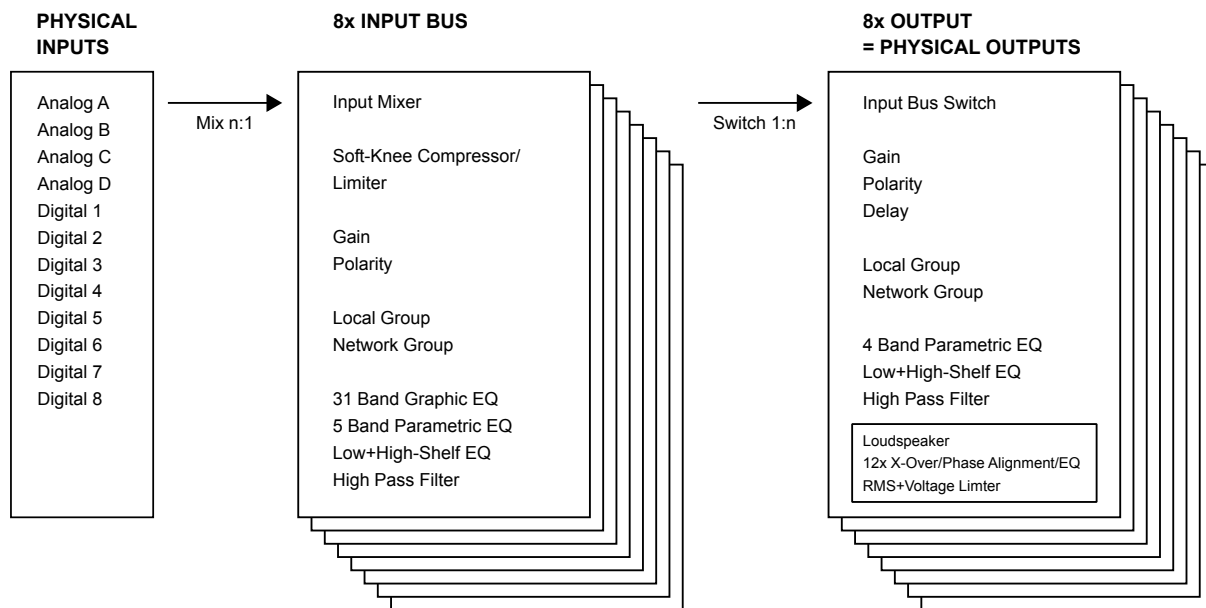 PHYSICAL
INPUTS
Analog A
Analog B
Analog C
Analog D
Digital 1
Digital 2
Digital 3
Digital 4
Digital 5
Digital 6
Digital 7
Digital 8
Mix n:1
8x INPUT BUS
Input Mixer
Soft-Knee Compressor/
Limiter
Gain
Polarity
Local Group
Network Group
31 Band Graphic EQ
5 Band Parametric EQ
Low+High-Shelf EQ
High Pass Filter
Switch 1:n
8x OUTPUT
= PHYSICAL OUTPUTS
Input Bus Switch
Gain
Polarity
Delay
Local Group
Network Group
4 Band Parametric EQ
Low+High-Shelf EQ
High Pass Filter
Loudspeaker
12x X-Over/Phase Alignment/EQ
RMS+Voltage Limter